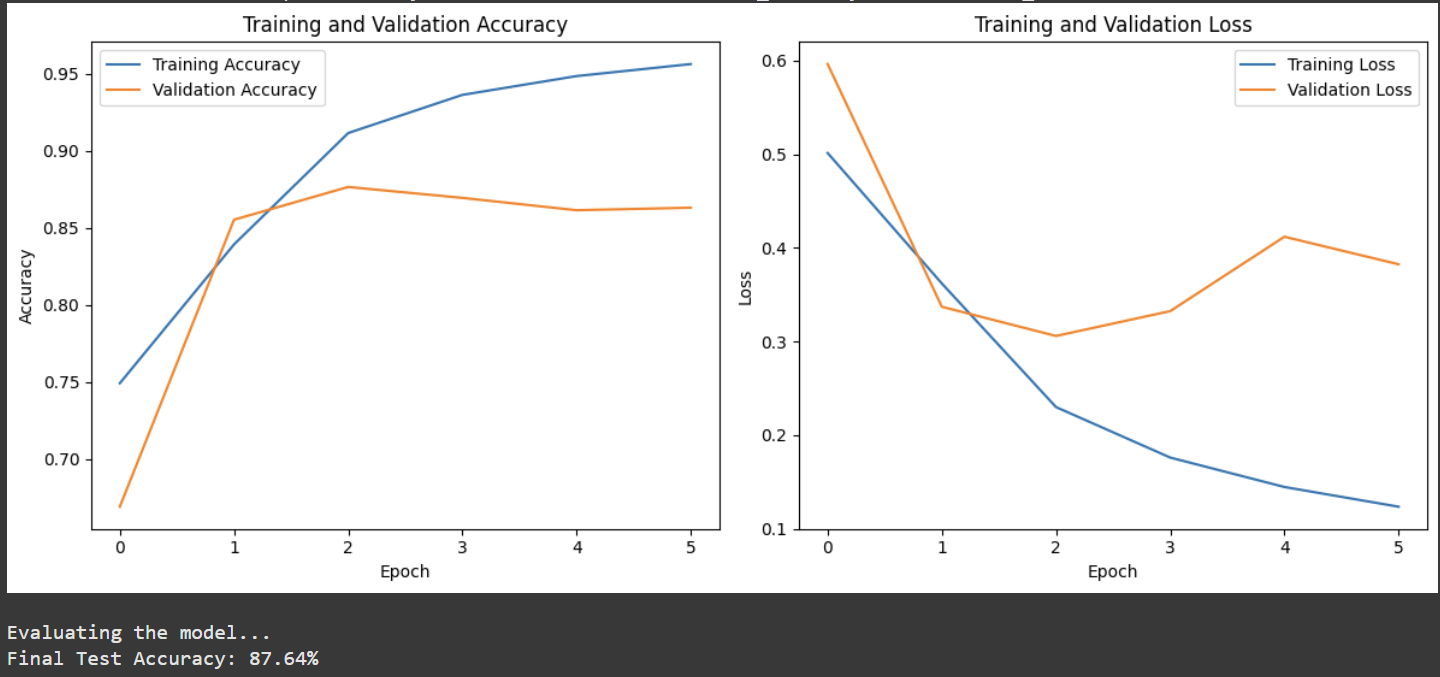 Training and Validation Accuracy
Training Accuracy
Validation Accuracy
0.95
0.90
0.85
0.80
0.75
0.70
Accuracy
0 1 2 3 4 5
Epoch
Training and Validation Loss
Training Loss
Validation Loss
0.6
0.5
0.4
0.3
0.2
0.1
Loss
0 1 2 3 4 5
Epoch
Evaluating the model...
Final Test Accuracy: 87.64%